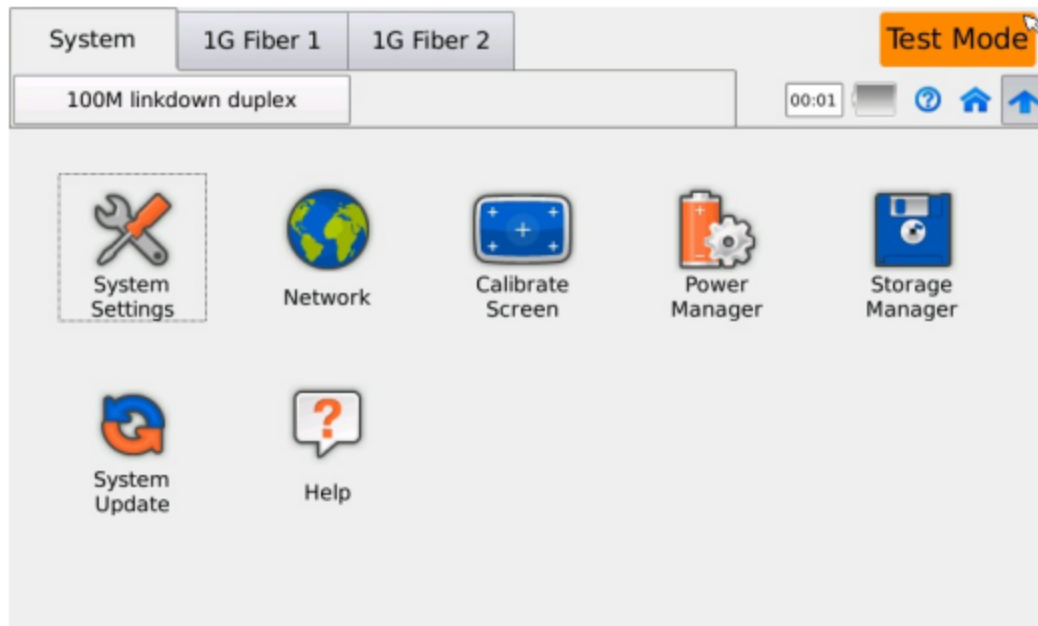 System
1G Fiber 1
1G Fiber 2
Test Mode
100M linkdown duplex
00:01
System
Settings
Network
Calibrate
Screen
Power
Manager
Storage
Manager
System
Update
Help